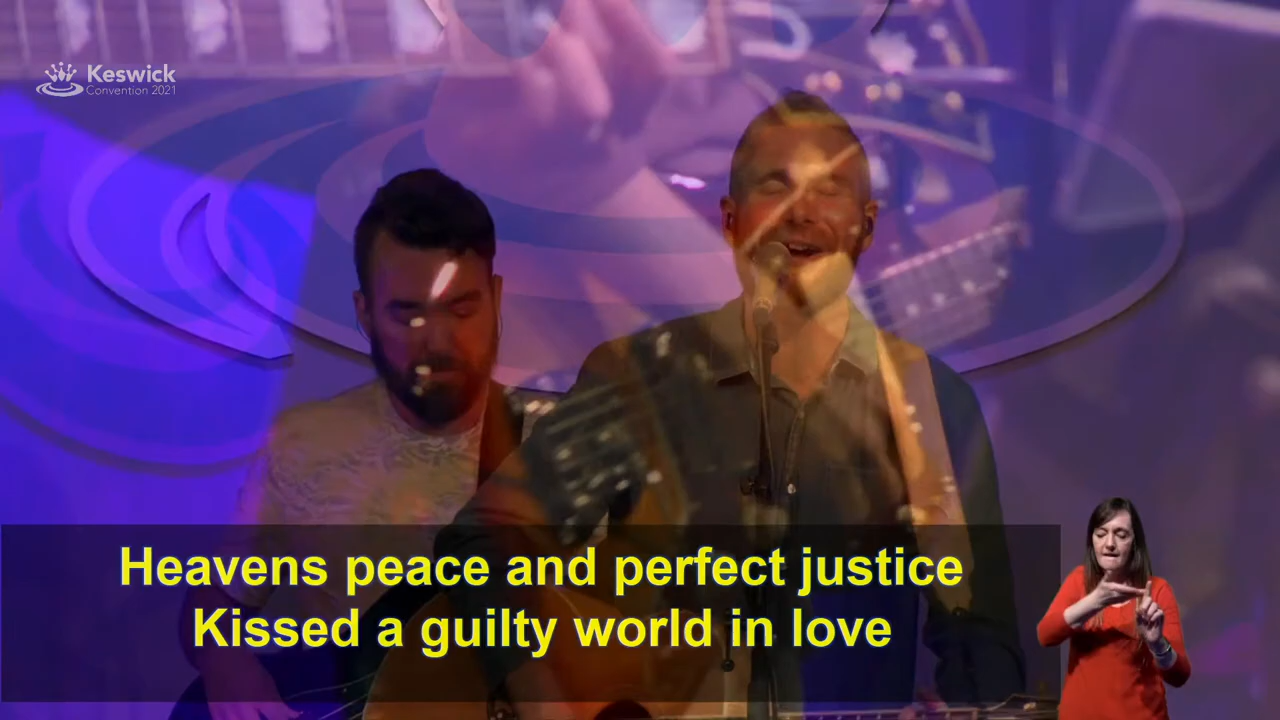 Keswick
Convention 2021
Heavens peace and perfect justice
Kissed a guilty world in love